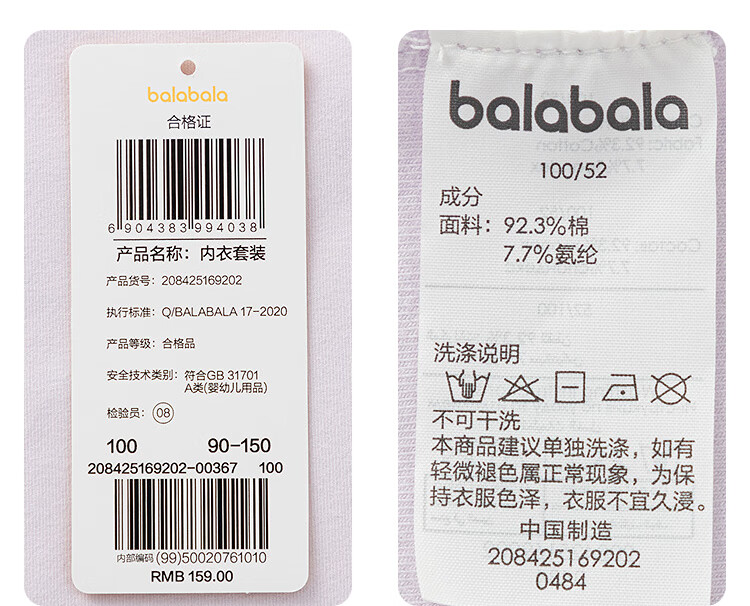 balabala
合格证
6 904383 994038
产品名称：内衣套装
产品货号：208425169202
执行标准：Q/BALABALA 17-2020
产品等级：合格品
安全技术类别：符合GB 31701
A类(婴幼儿用品)
检验员：08
100 90-150
208425169202-00367 100
内部编码 (99)50020761010
RMB 159.00
balabala
100/52
成分
面料：92.3%棉
7.7%氨纶
洗涤说明
不可干洗
本商品建议单独洗涤，如有
轻微褪色属正常现象，为保
持衣服色泽，衣服不宜久浸。
中国制造
208425169202
0484